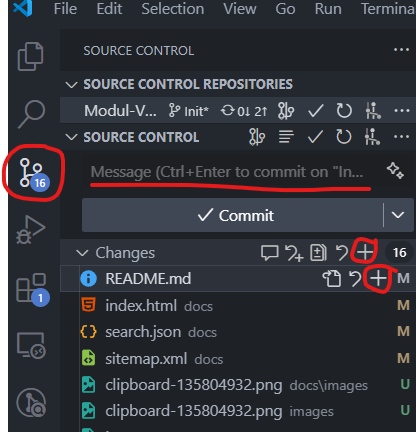 File Edit Selection View Go Run Termina
SOURCE CONTROL
SOURCE CONTROL REPOSITORIES
Modul-V... Init* 0↓ 2↑
SOURCE CONTROL
16
Message (Ctrl+Enter to commit on "In...
Commit
Changes 16
README.md M
1
index.html docs M
search.json docs M
sitemap.xml docs M
clipboard-135804932.png docs\images U
clipboard-135804932.png images U